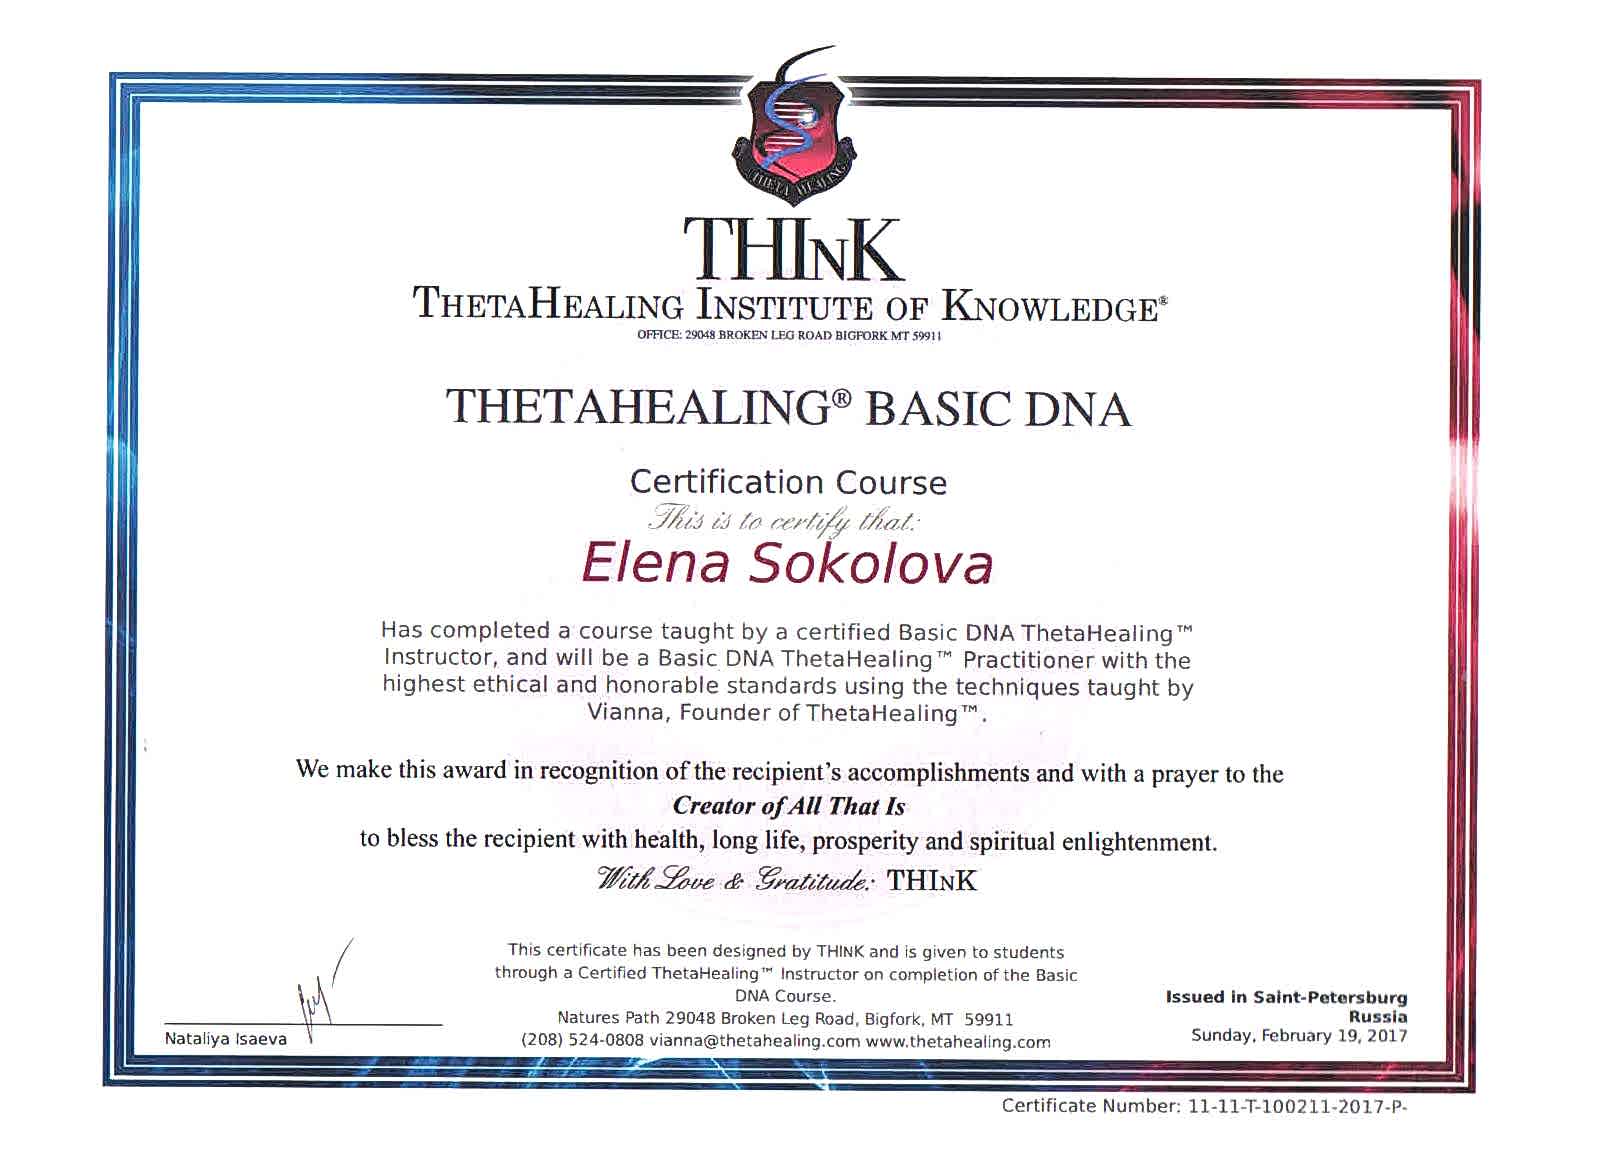 THETA HEALING
THInK
ThetaHealing Institute of Knowledge®
OFFICE: 29048 BROKEN LEG ROAD BIGFORK MT 59911
THETAHEALING® BASIC DNA
Certification Course
This is to certify that:
Elena Sokolova
Has completed a course taught by a certified Basic DNA ThetaHealing™
Instructor, and will be a Basic DNA ThetaHealing™ Practitioner with the
highest ethical and honorable standards using the techniques taught by
Vianna, Founder of ThetaHealing™.
We make this award in recognition of the recipient's accomplishments and with a prayer to the
Creator of All That Is
to bless the recipient with health, long life, prosperity and spiritual enlightenment.
With Love & Gratitude: THInK
This certificate has been designed by THInK and is given to students
through a Certified ThetaHealing™ Instructor on completion of the Basic
DNA Course.
Natures Path 29048 Broken Leg Road, Bigfork, MT 59911
(208) 524-0808 vianna@thetahealing.com www.thetahealing.com
Nataliya Isaeva
Issued in Saint-Petersburg
Russia
Sunday, February 19, 2017
Certificate Number: 11-11-T-100211-2017-P-